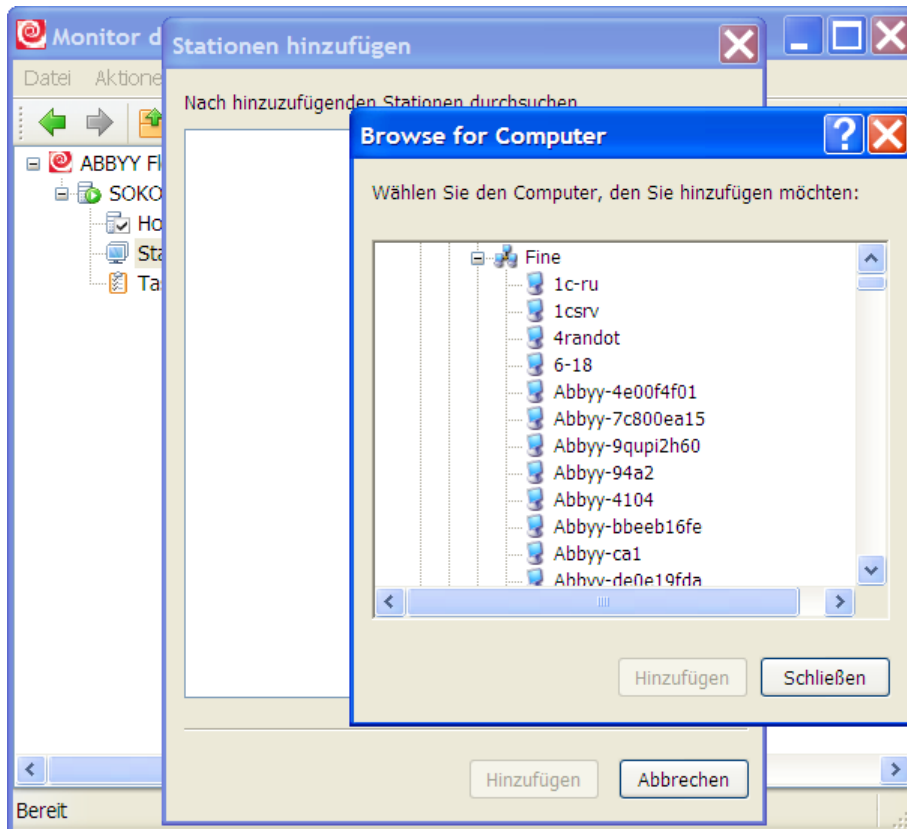 Monitor d
Datei Aktione
Stationen hinzufügen
Nach hinzuzufügenden Stationen durchsuchen
ABBYY Fl
SOKO
Ho
Sta
Ta
Browse for Computer
Wählen Sie den Computer, den Sie hinzufügen möchten:
Fine
1c-ru
1csrv
4randot
6-18
Abbyy-4e00f4f01
Abbyy-7c800ea15
Abbyy-9qupi2h60
Abbyy-94a2
Abbyy-4104
Abbyy-bbeeb16fe
Abbyy-ca1
Abbyy-de0e19fda
Hinzufügen Schließen
Hinzufügen Abbrechen
Bereit